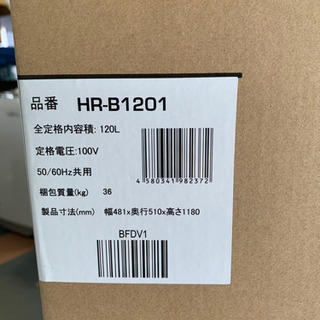 品番 HR-B1201
全定格内容積: 120L
定格電圧:100V
50/60Hz共用
4580341982372
梱包質量(kg) 36
製品寸法(mm) 幅481x奥行510x高さ1180
BFDV1